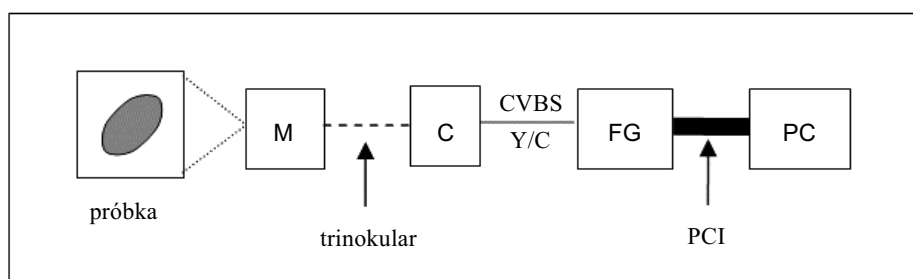 CVBS
M
C
FG
PC
Y/C
próbka
trinokular
PCI